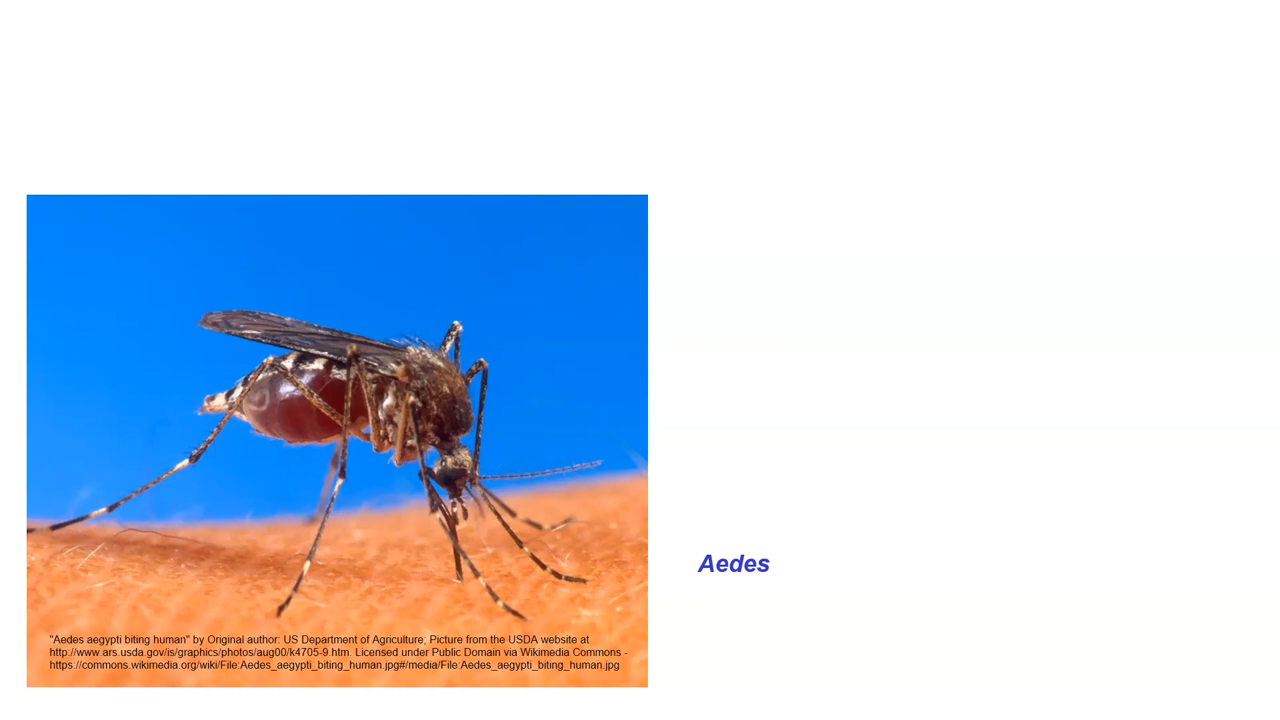 Aedes
"Aedes aegypti biting human" by Original author: US Department of Agriculture; Picture from the USDA website at
http://www.ars.usda.gov/is/graphics/photos/aug00/k4705-9.htm. Licensed under Public Domain via Wikimedia Commons -
https://commons.wikimedia.org/wiki/File:Aedes_aegypti_biting_human.jpg#/media/File:Aedes_aegypti_biting_human.jpg